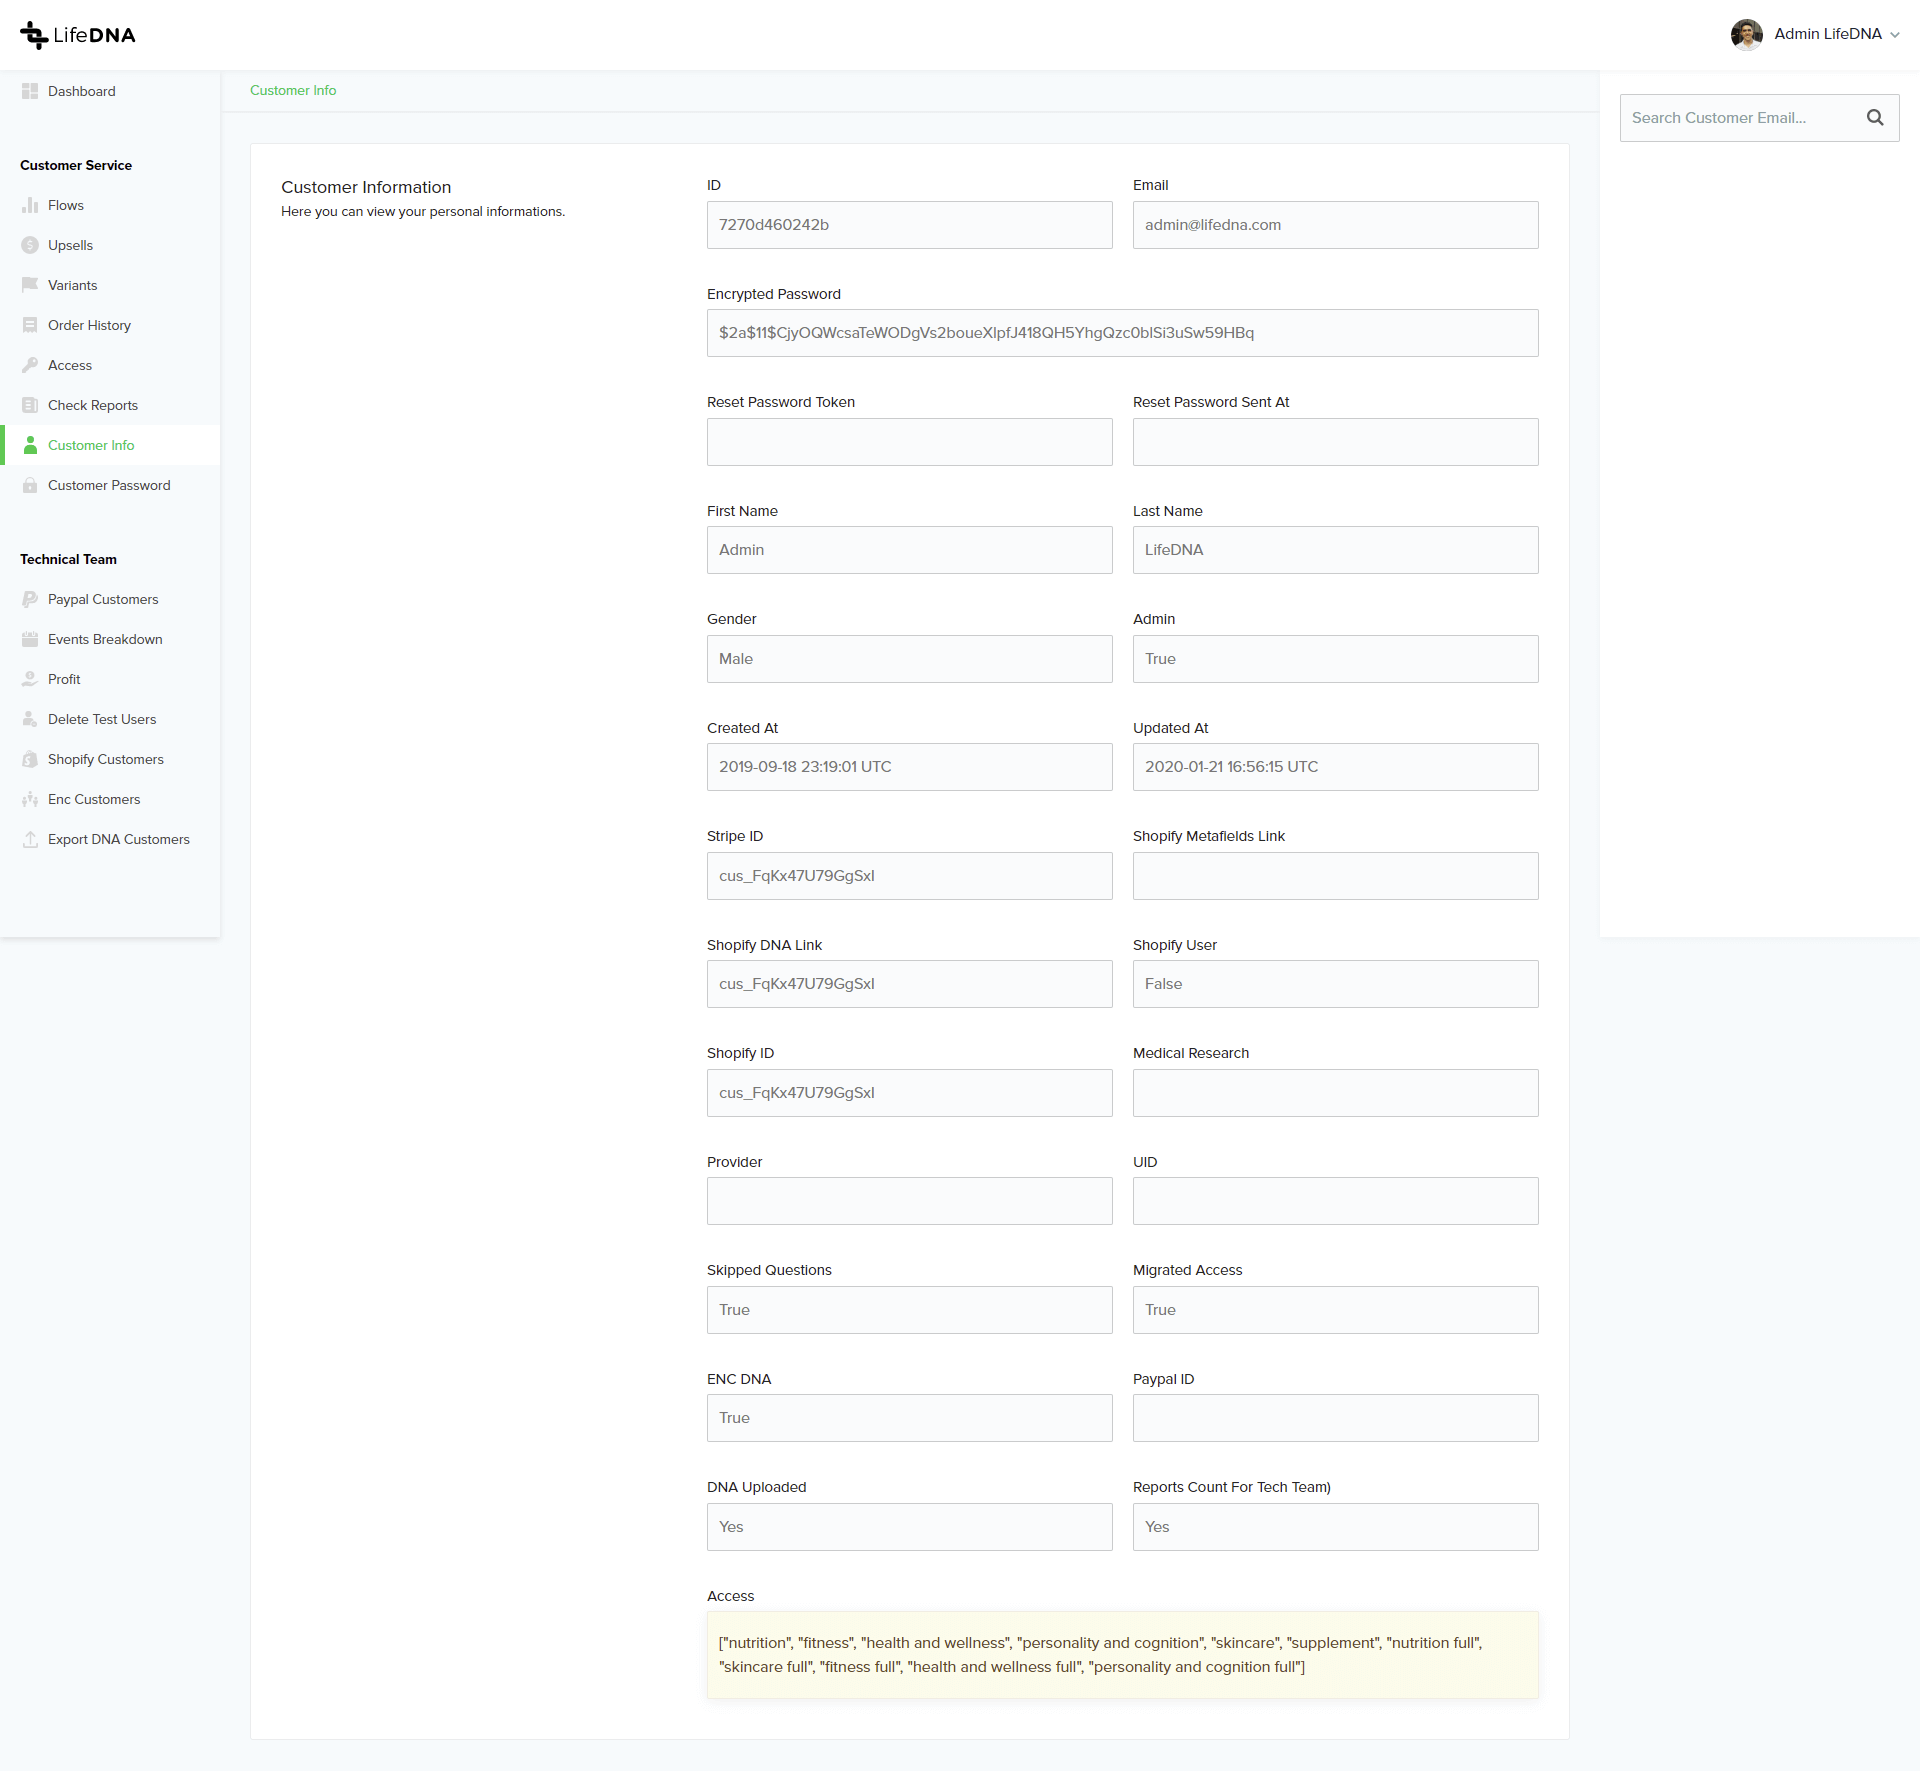 LifeDNA
Admin LifeDNA
Dashboard
Customer Service
Flows
Upsells
Variants
Order History
Access
Check Reports
Customer Info
Customer Password
Technical Team
Paypal Customers
Events Breakdown
Profit
Delete Test Users
Shopify Customers
Enc Customers
Export DNA Customers
Customer Info
Customer Information
Here you can view your personal informations.
ID
7270d460242b
Email
admin@lifedna.com
Encrypted Password
$2a$11$CjyOQWcsaTeWODgVs2boueXlpfJ418QH5YhgQzc0blSi3uSw59HBq
Reset Password Token
Reset Password Sent At
First Name
Admin
Last Name
LifeDNA
Gender
Male
Admin
True
Created At
2019-09-18 23:19:01 UTC
Updated At
2020-01-21 16:56:15 UTC
Stripe ID
cus_FqKx47U79GgSxI
Shopify Metafields Link
Shopify DNA Link
cus_FqKx47U79GgSxI
Shopify User
False
Shopify ID
cus_FqKx47U79GgSxI
Medical Research
Provider
UID
Skipped Questions
True
Migrated Access
True
ENC DNA
True
Paypal ID
DNA Uploaded
Yes
Reports Count For Tech Team)
Yes
Access
["nutrition", "fitness", "health and wellness", "personality and cognition", "skincare", "supplement", "nutrition full",
"skincare full", "fitness full", "health and wellness full", "personality and cognition full"]
Search Customer Email...